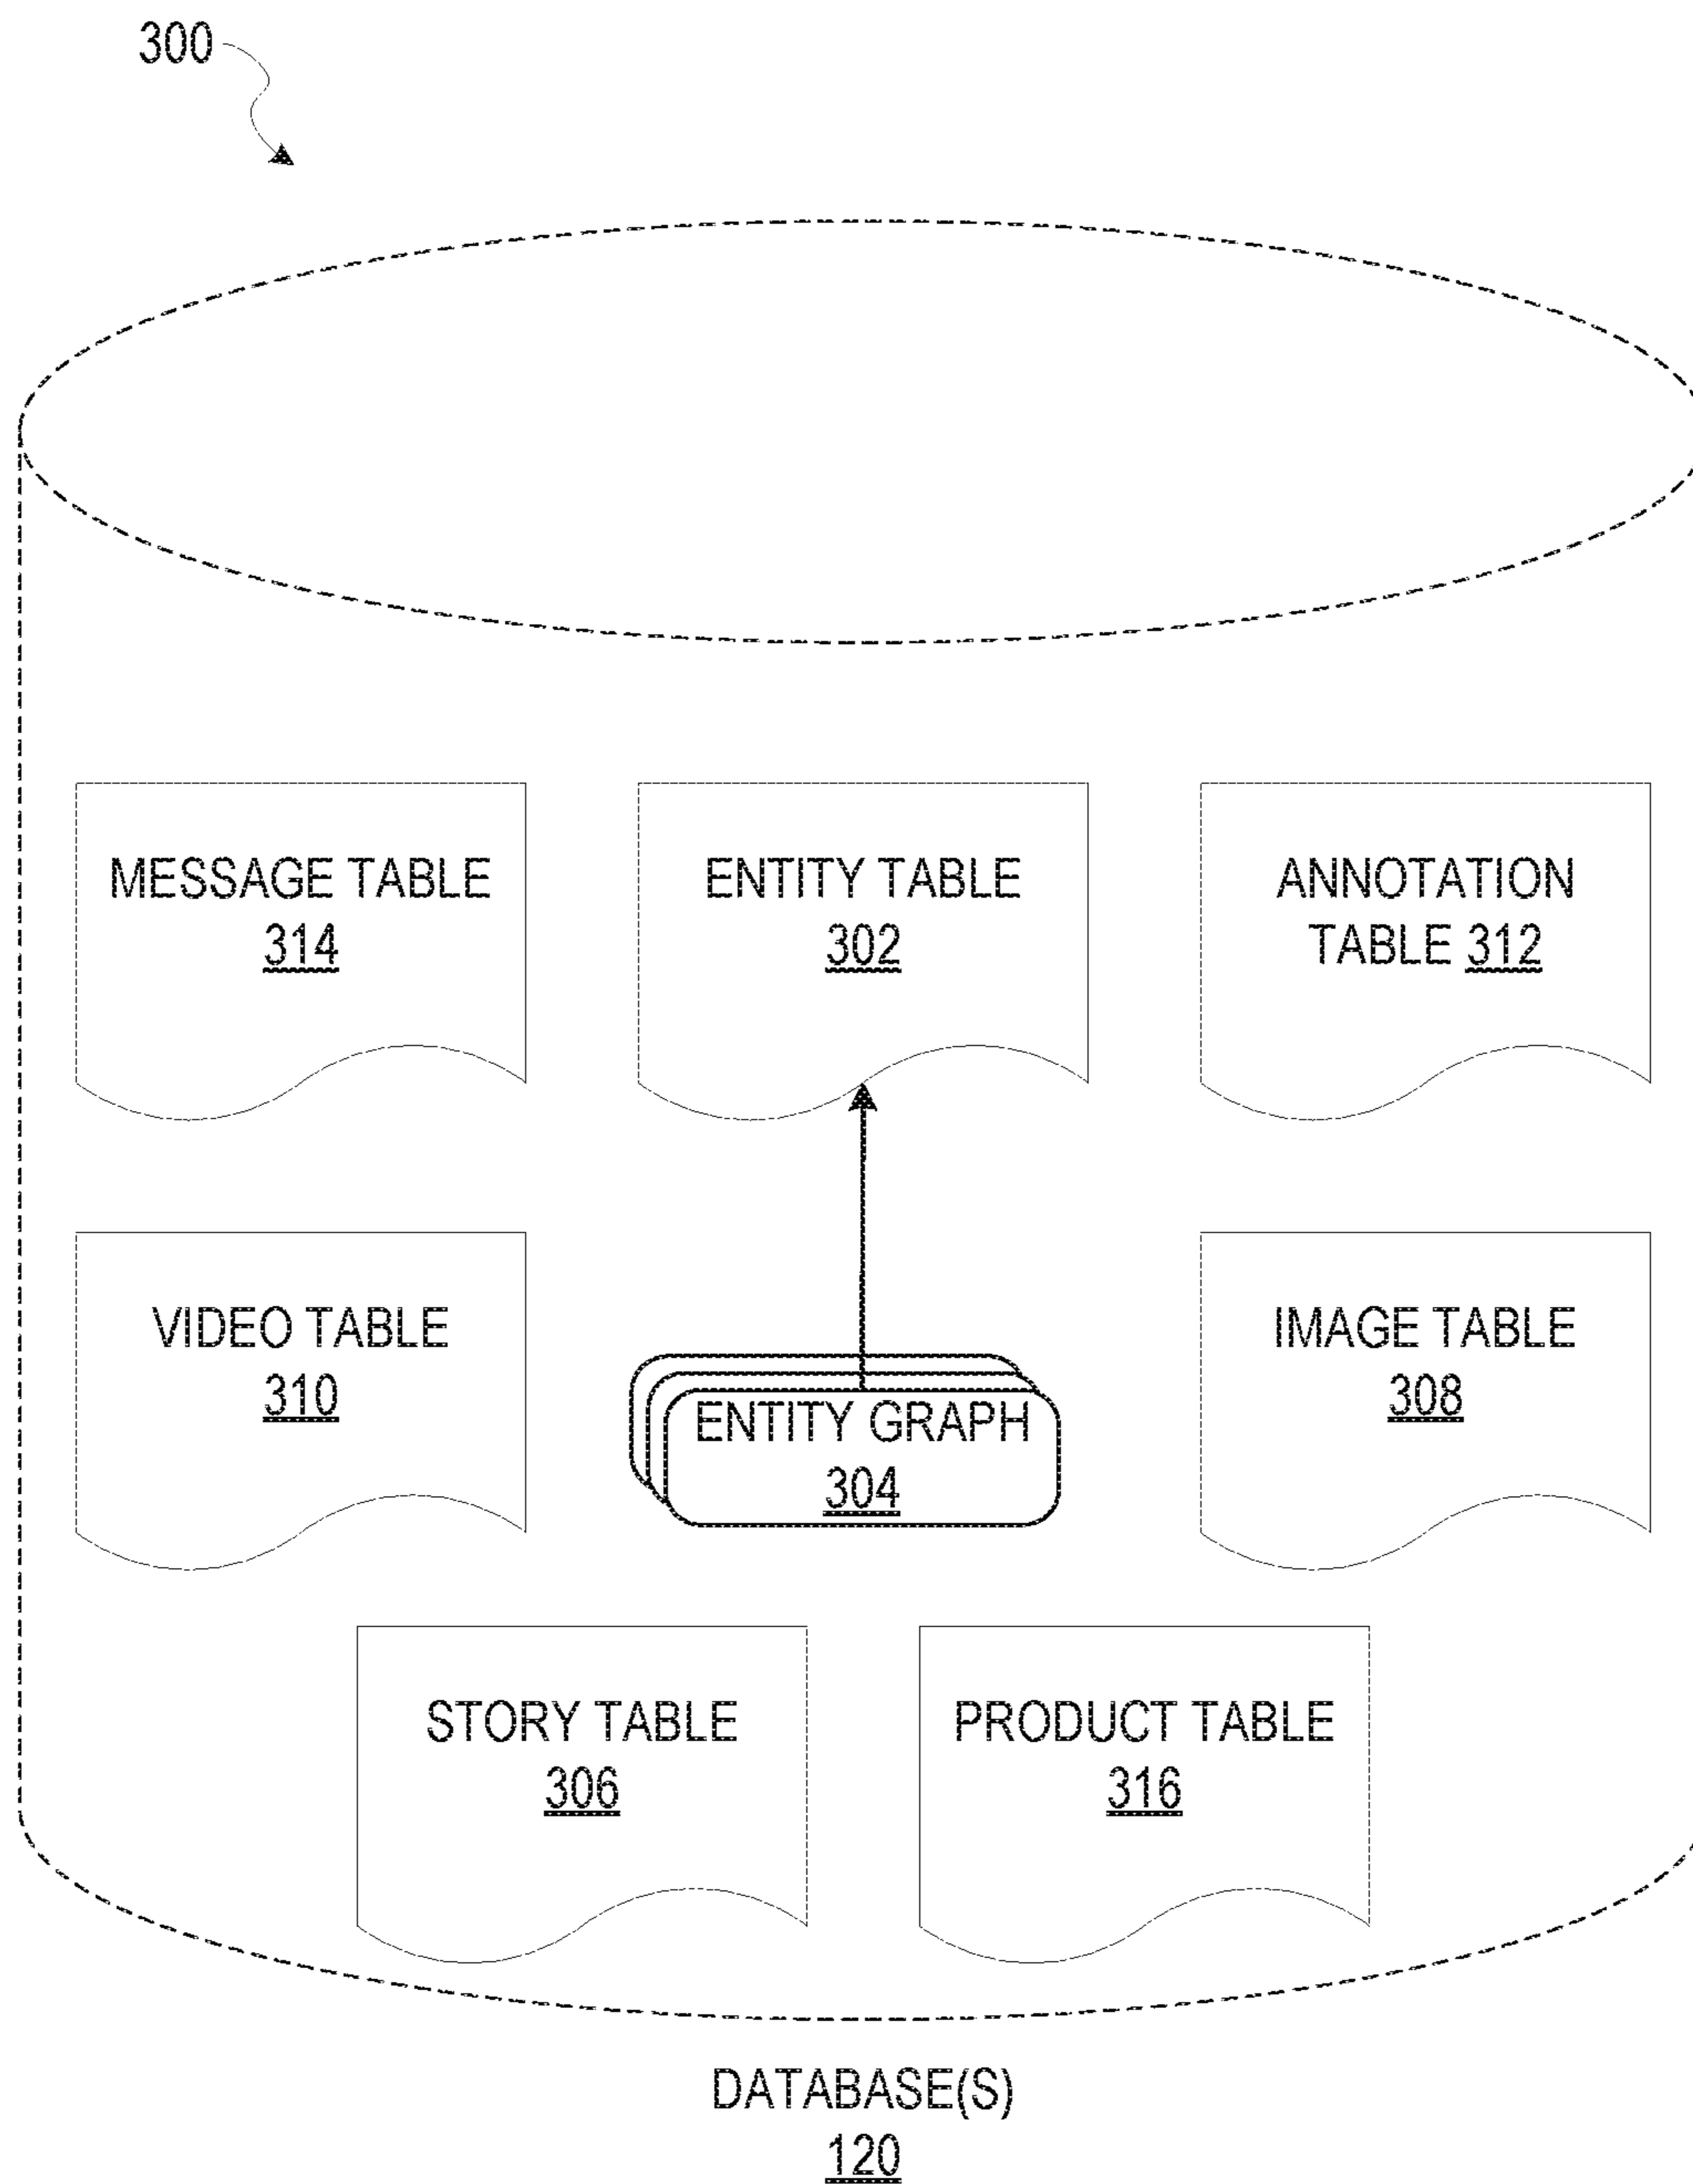 300
MESSAGE TABLE
314
ENTITY TABLE
302
ANNOTATION
TABLE 312
VIDEO TABLE
310
ENTITY GRAPH
304
IMAGE TABLE
308
STORY TABLE
306
PRODUCT TABLE
316
DATABASE(S)
120